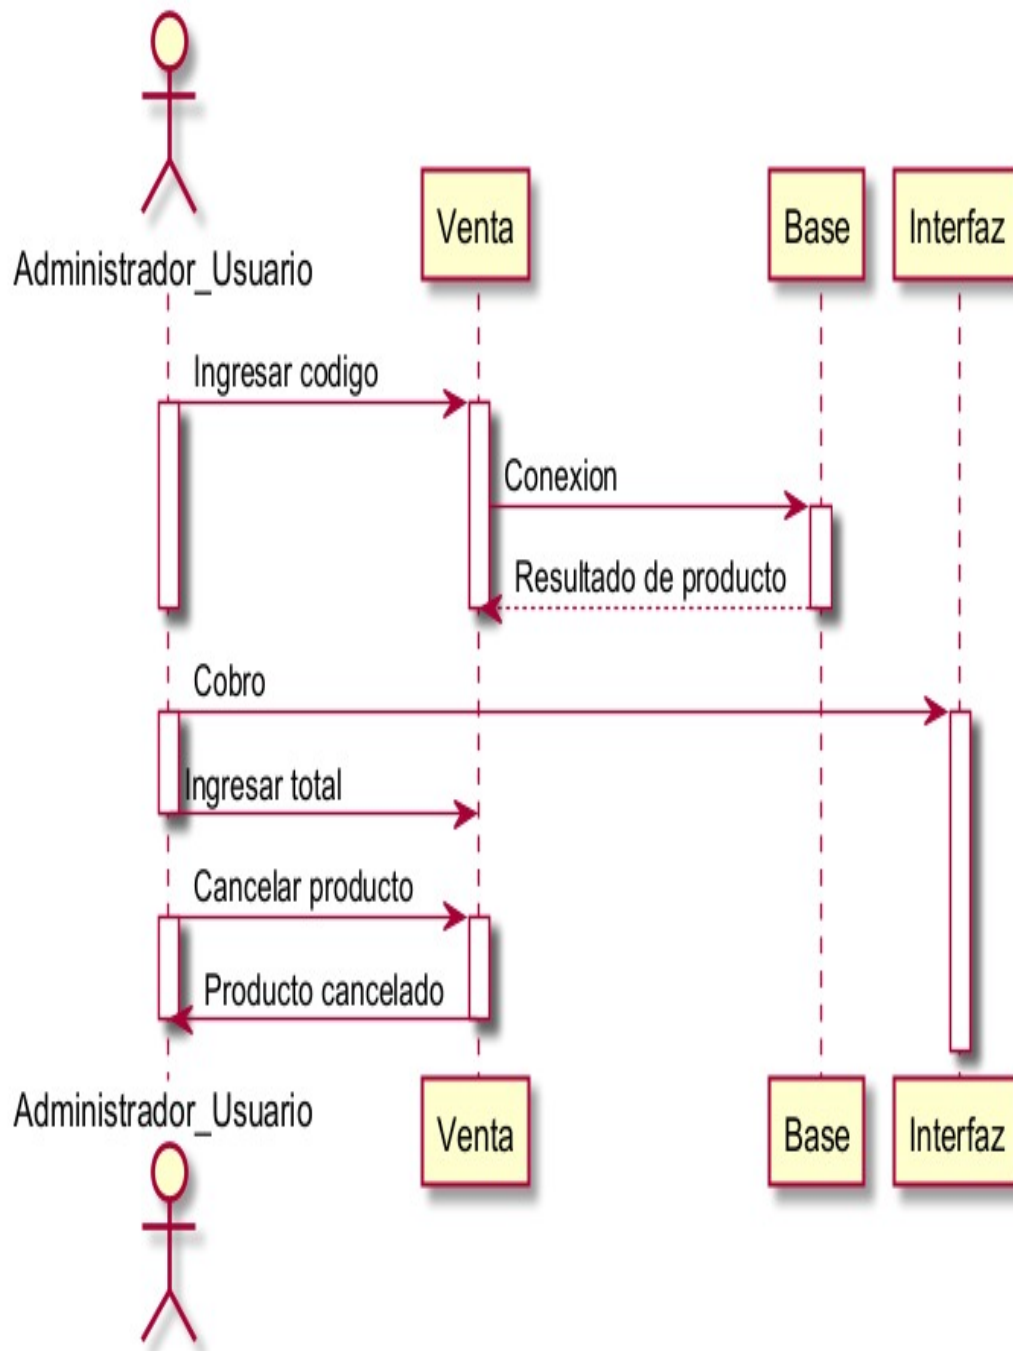 Administrador_Usuario
Venta
Base
Interfaz
Ingresar codigo
Conexion
Resultado de producto
Cobro
Ingresar total
Cancelar producto
Producto cancelado
Administrador_Usuario
Venta
Base
Interfaz